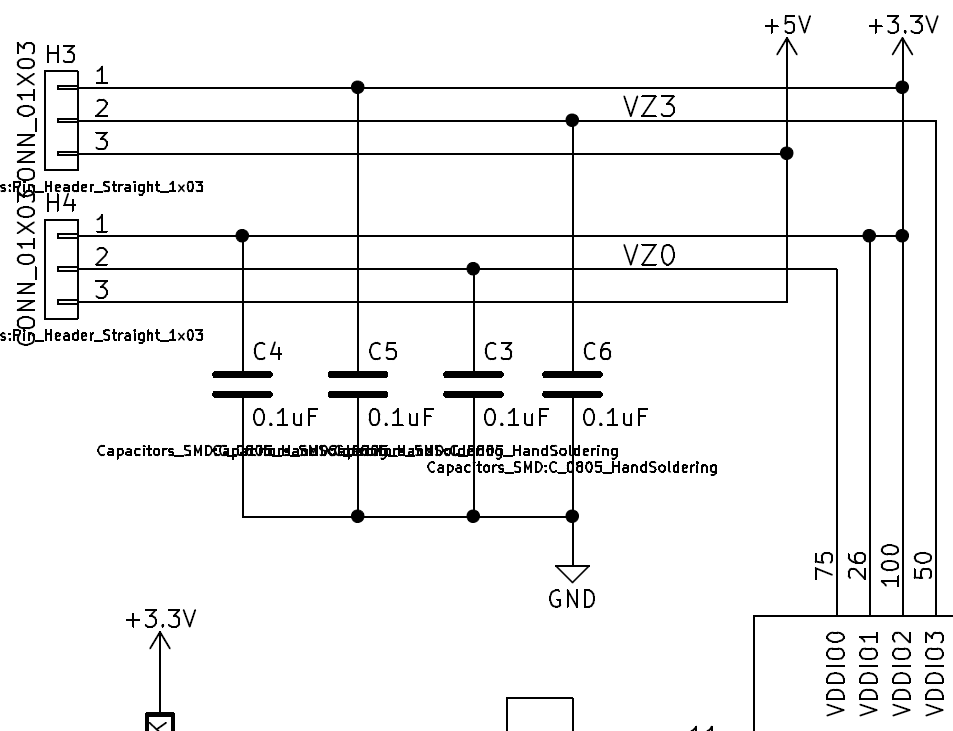 +5V
+3.3V
H3
CONN_01X03
1
2
3
VZ3
s:Pin_Header_Straight_1x03
H4
CONN_01X03
1
2
3
VZ0
s:Pin_Header_Straight_1x03
C4
C5
C3
C6
0.1uF
0.1uF
0.1uF
0.1uF
Capacitors_SMD:C_0805_HandSoldering
Capacitors_SMD:C_0805_HandSoldering
GND
75
26
100
50
+3.3V
VDDIO0
VDDIO1
VDDIO2
VDDIO3